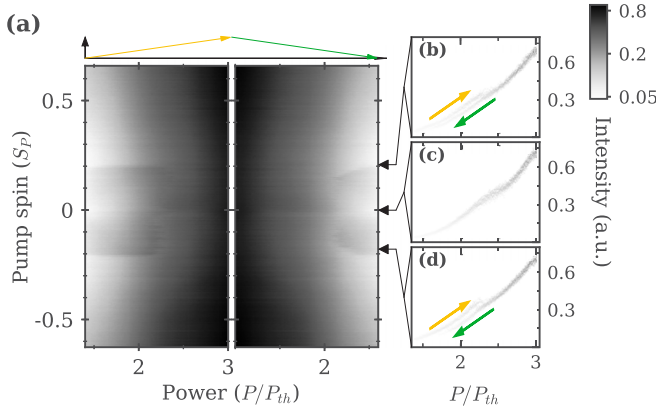 (a)
Pump spin (S_P)
0.5
0
-0.5
2
3
2
Power (P/P_th)
(b)
0.6
0.3
(c)
0.6
0.3
(d)
0.6
0.3
2
3
P/P_th
0.8
0.2
0.05
Intensity (a.u.)